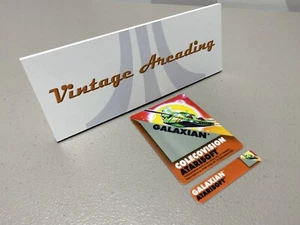 Vintage Arcading
GALAXIAN
COLECOVISION
ATARISOFT
GALAXIAN
ATARISOFT